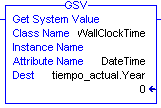 GSV
Get System Value
Class Name WallClockTime
Instance Name
Attribute Name DateTime
Dest tiempo_actual.Year
0